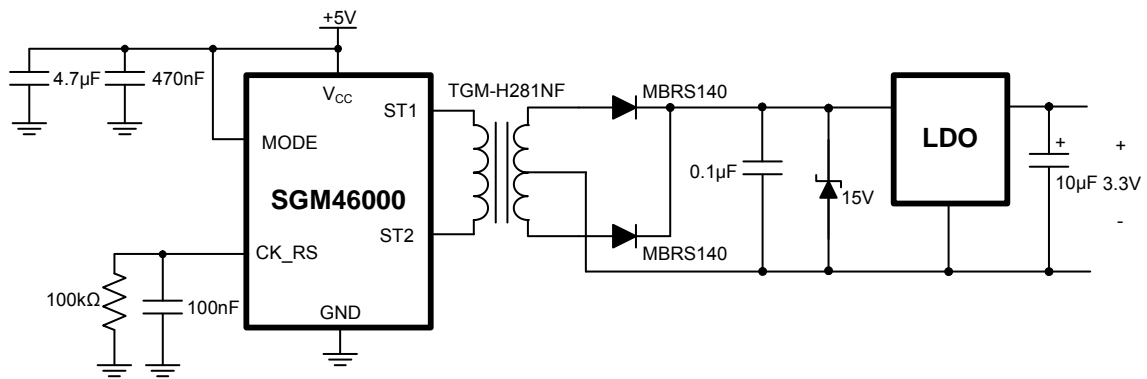 +5V
4.7µF
470nF
TGM-H281NF
MBRS140
VCC
ST1
MODE
LDO
+
+
0.1µF
10µF
3.3V
SGM46000
15V
-
ST2
CK_RS
MBRS140
100kΩ
100nF
GND